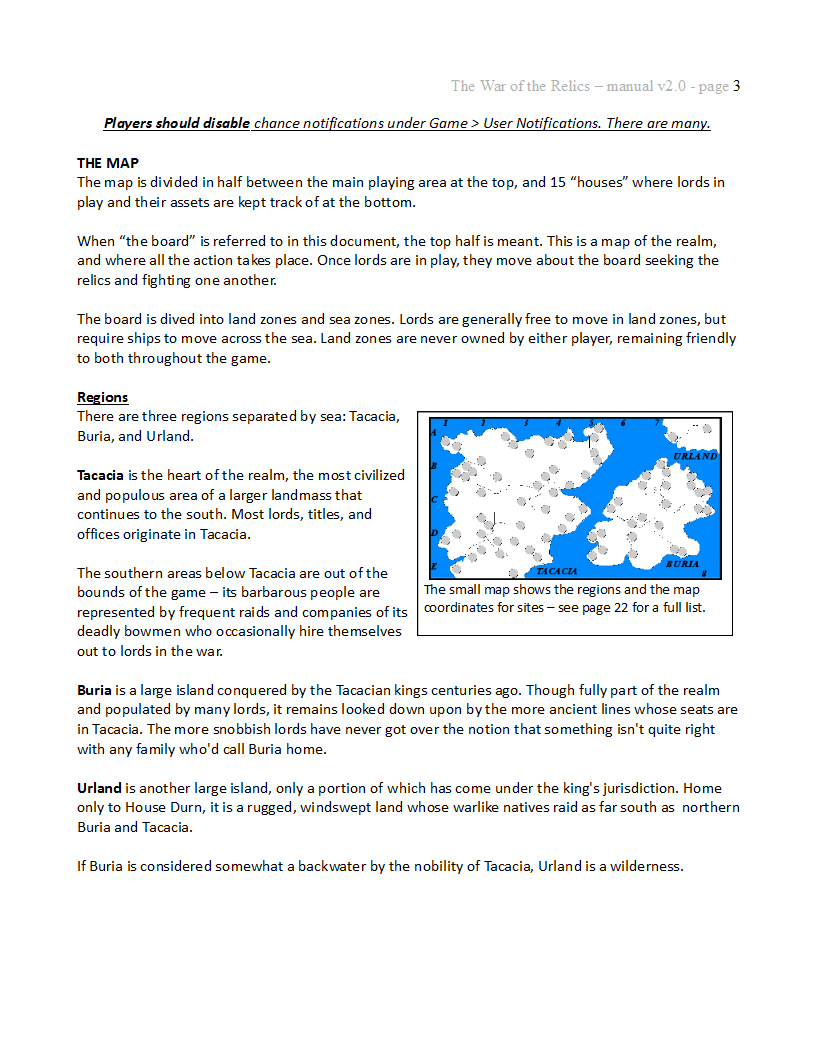 The War of the Relics – manual v2.0 - page 3
Players should disable chance notifications under Game > User Notifications. There are many.
THE MAP
The map is divided in half between the main playing area at the top, and 15 “houses” where lords in
play and their assets are kept track of at the bottom.
When “the board” is referred to in this document, the top half is meant. This is a map of the realm,
and where all the action takes place. Once lords are in play, they move about the board seeking the
relics and fighting one another.
The board is dived into land zones and sea zones. Lords are generally free to move in land zones, but
require ships to move across the sea. Land zones are never owned by either player, remaining friendly
to both throughout the game.
Regions
There are three regions separated by sea: Tacacia,
Buria, and Urland.
Tacacia is the heart of the realm, the most civilized
and populous area of a larger landmass that
continues to the south. Most lords, titles, and
offices originate in Tacacia.
The southern areas below Tacacia are out of the
bounds of the game – its barbarous people are
represented by frequent raids and companies of its
deadly bowmen who occasionally hire themselves
out to lords in the war.
1 2 3 4 5 6 7
A
URLAND
B
C
D
E
TACACIA
BURIA
8
The small map shows the regions and the map
coordinates for sites – see page 22 for a full list.
Buria is a large island conquered by the Tacacian kings centuries ago. Though fully part of the realm
and populated by many lords, it remains looked down upon by the more ancient lines whose seats are
in Tacacia. The more snobbish lords have never got over the notion that something isn't quite right
with any family who'd call Buria home.
Urland is another large island, only a portion of which has come under the king's jurisdiction. Home
only to House Durn, it is a rugged, windswept land whose warlike natives raid as far south as northern
Buria and Tacacia.
If Buria is considered somewhat a backwater by the nobility of Tacacia, Urland is a wilderness.